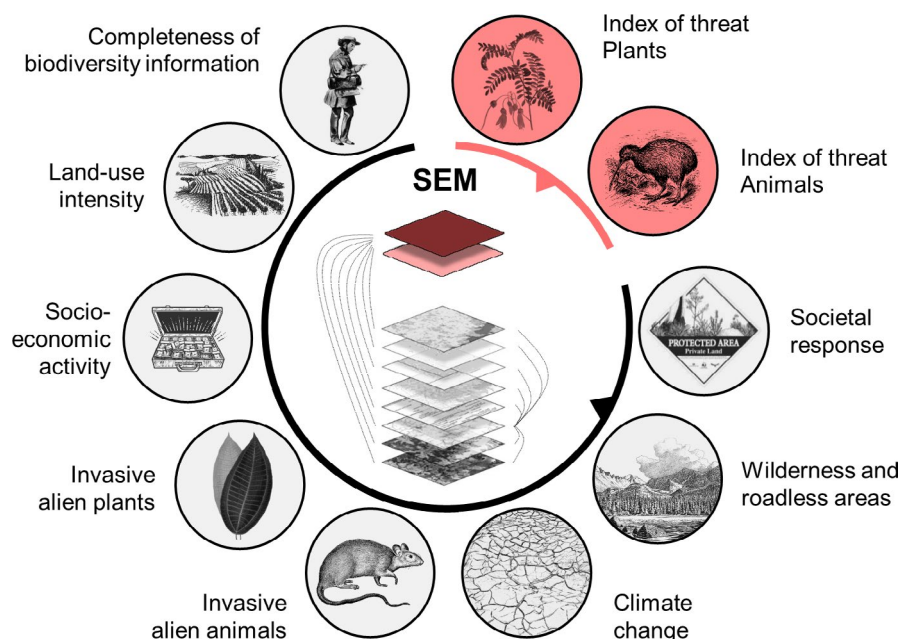 Completeness of
biodiversity information
Index of threat
Plants
Land-use
intensity
SEM
Index of threat
Animals
Socio-
economic
activity
PROTECTED AREA
Private Land
Societal
response
Invasive
alien plants
Wilderness and
roadless areas
Invasive
alien animals
Climate
change